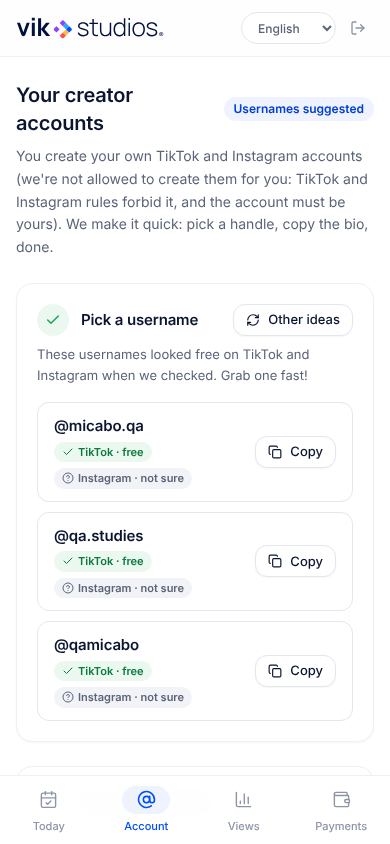 vik studios.
English
Your creator
accounts
Usernames suggested
You create your own TikTok and Instagram accounts
(we're not allowed to create them for you: TikTok and
Instagram rules forbid it, and the account must be
yours). We make it quick: pick a handle, copy the bio,
done.
Pick a username
Other ideas
These usernames looked free on TikTok and
Instagram when we checked. Grab one fast!
@micabo.qa
TikTok · free
Instagram · not sure
Copy
@qa.studies
TikTok · free
Instagram · not sure
Copy
@qamicabo
TikTok · free
Instagram · not sure
Copy
Today
Account
Views
Payments